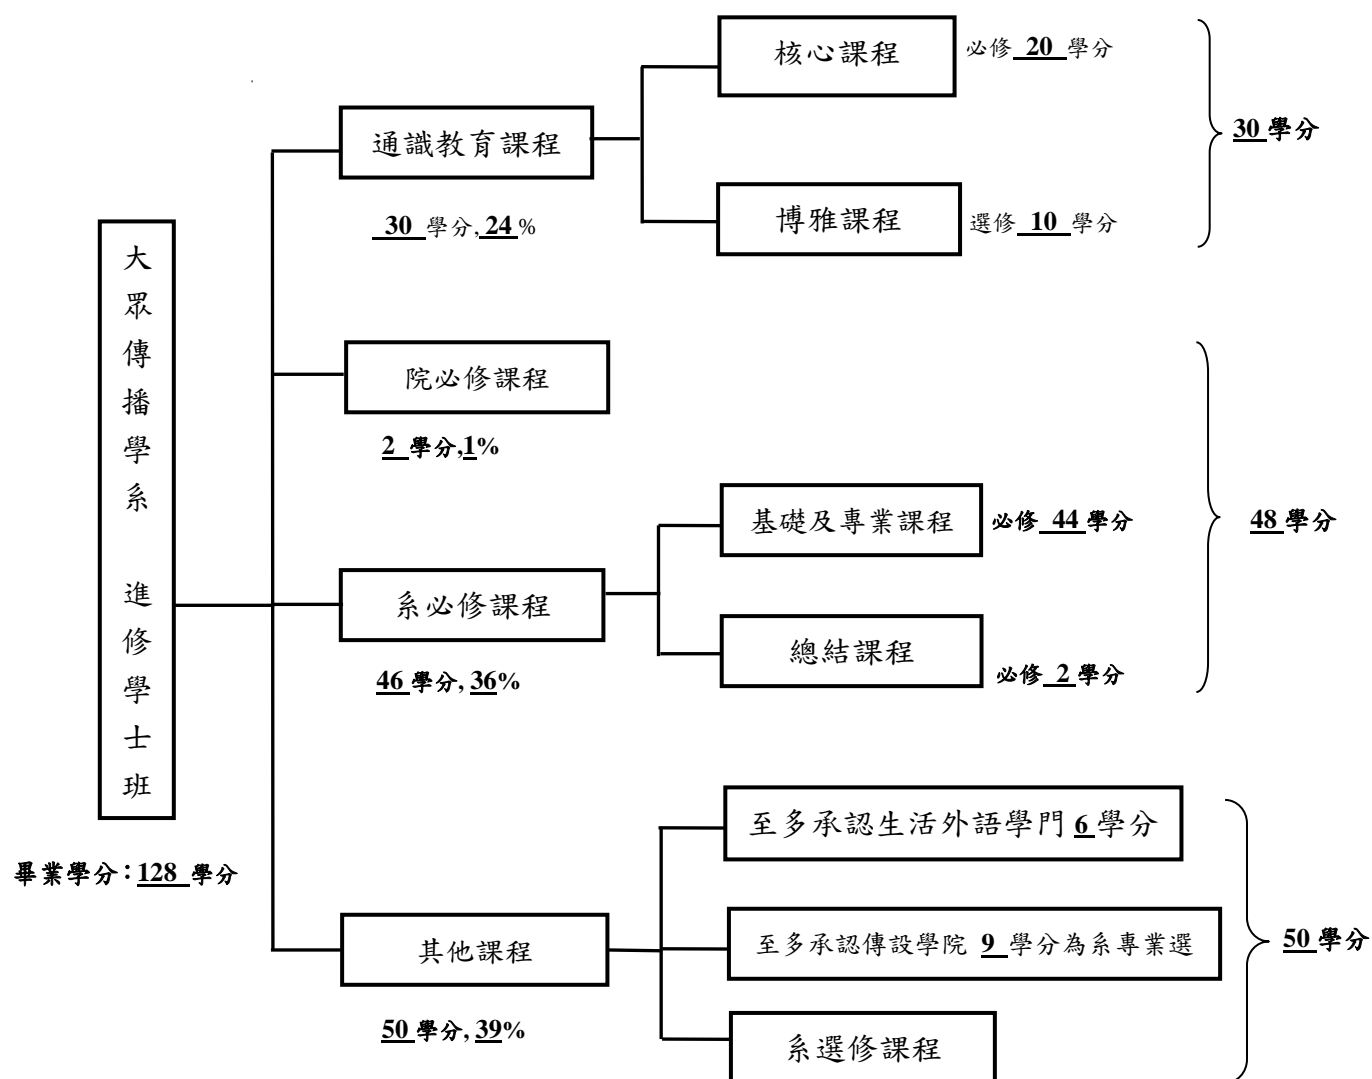 核心課程
必修 20 學分
30 學分
通識教育課程
博雅課程
選修 10 學分
30 學分, 24 %
大眾傳播學系 進修學士班
院必修課程
2 學分,1%
基礎及專業課程
必修 44 學分
48 學分
系必修課程
總結課程
必修 2 學分
46 學分, 36%
至多承認生活外語學門 6 學分
畢業學分：128 學分
其他課程
至多承認傳設學院 9 學分為系專業選
50 學分
50 學分, 39%
系選修課程